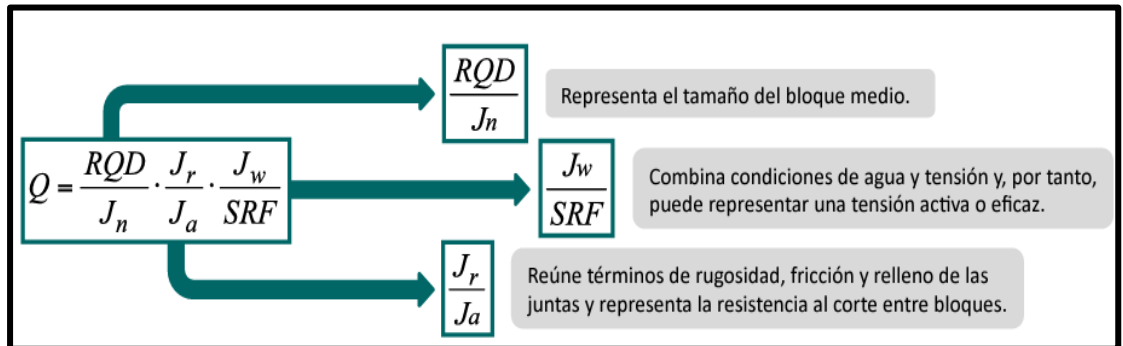 RQD/Jn
Representa el tamaño del bloque medio.
Q = RQD/Jn · Jr/Ja · Jw/SRF
Jw/SRF
Combina condiciones de agua y tensión y, por tanto,
puede representar una tensión activa o eficaz.
Jr/Ja
Reúne términos de rugosidad, fricción y relleno de las
juntas y representa la resistencia al corte entre bloques.